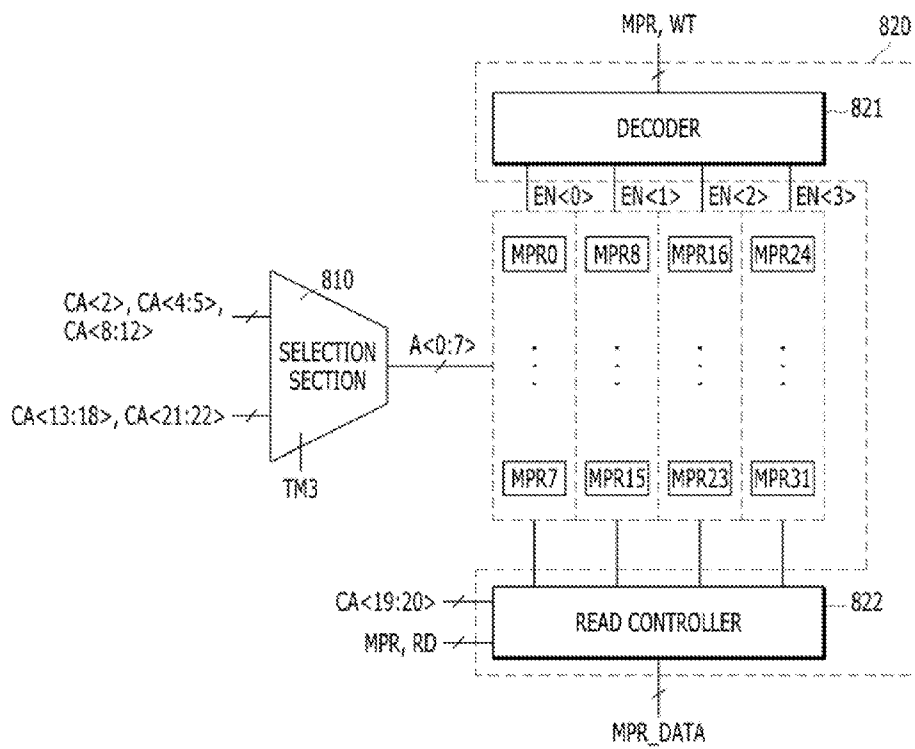 MPR, WT
820
DECODER
821
EN<0> EN<1> EN<2> EN<3>
MPR0 MPR8 MPR16 MPR24
810
CA<2>, CA<4:5>,
CA<8:12>
SELECTION
SECTION
A<0:7>
CA<13:18>, CA<21:22>
TM3
MPR7 MPR15 MPR23 MPR31
CA<19:20>
READ CONTROLLER
822
MPR, RD
MPR_DATA